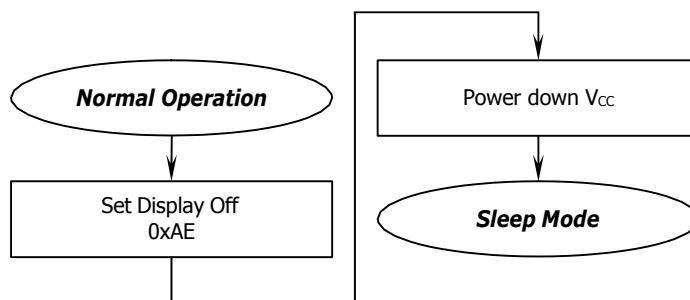 Normal Operation
Set Display Off
0xAE
Power down VCC
Sleep Mode